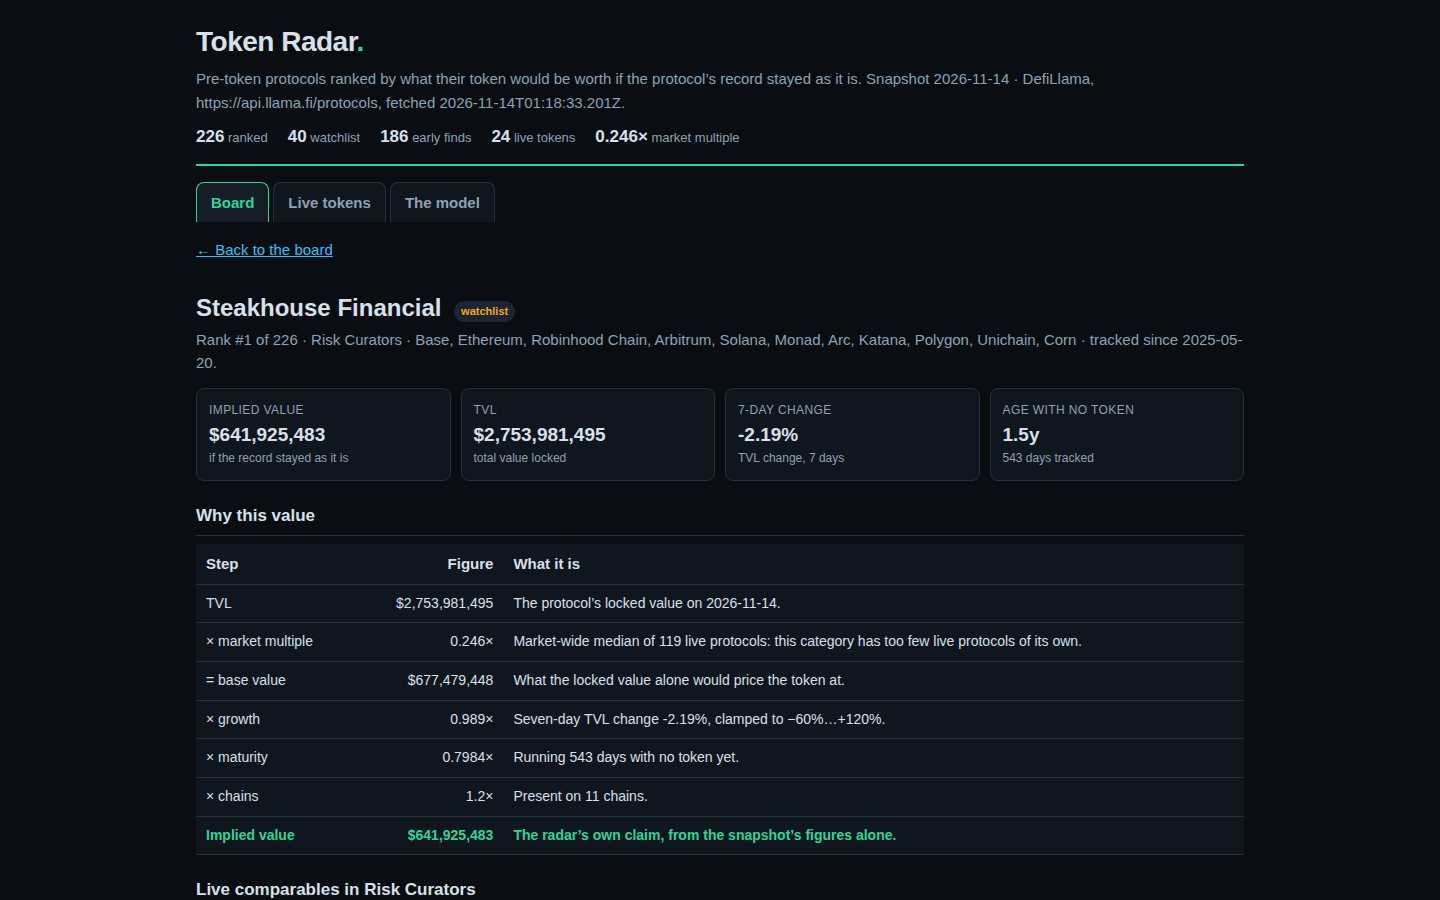 Token Radar.
Pre-token protocols ranked by what their token would be worth if the protocol’s record stayed as it is. Snapshot 2026-11-14 · DefiLlama,
https://api.llama.fi/protocols, fetched 2026-11-14T01:18:33.201Z.
226 ranked 40 watchlist 186 early finds 24 live tokens 0.246× market multiple
Board Live tokens The model
← Back to the board
Steakhouse Financial watchlist
Rank #1 of 226 · Risk Curators · Base, Ethereum, Robinhood Chain, Arbitrum, Solana, Monad, Arc, Katana, Polygon, Unichain, Corn · tracked since 2025-05-
20.
IMPLIED VALUE
$641,925,483
if the record stayed as it is
TVL
$2,753,981,495
total value locked
7-DAY CHANGE
-2.19%
TVL change, 7 days
AGE WITH NO TOKEN
1.5y
543 days tracked
Why this value
Step Figure What it is
TVL $2,753,981,495 The protocol’s locked value on 2026-11-14.
× market multiple 0.246× Market-wide median of 119 live protocols: this category has too few live protocols of its own.
= base value $677,479,448 What the locked value alone would price the token at.
× growth 0.989× Seven-day TVL change -2.19%, clamped to −60%…+120%.
× maturity 0.7984× Running 543 days with no token yet.
× chains 1.2× Present on 11 chains.
Implied value $641,925,483 The radar’s own claim, from the snapshot’s figures alone.
Live comparables in Risk Curators